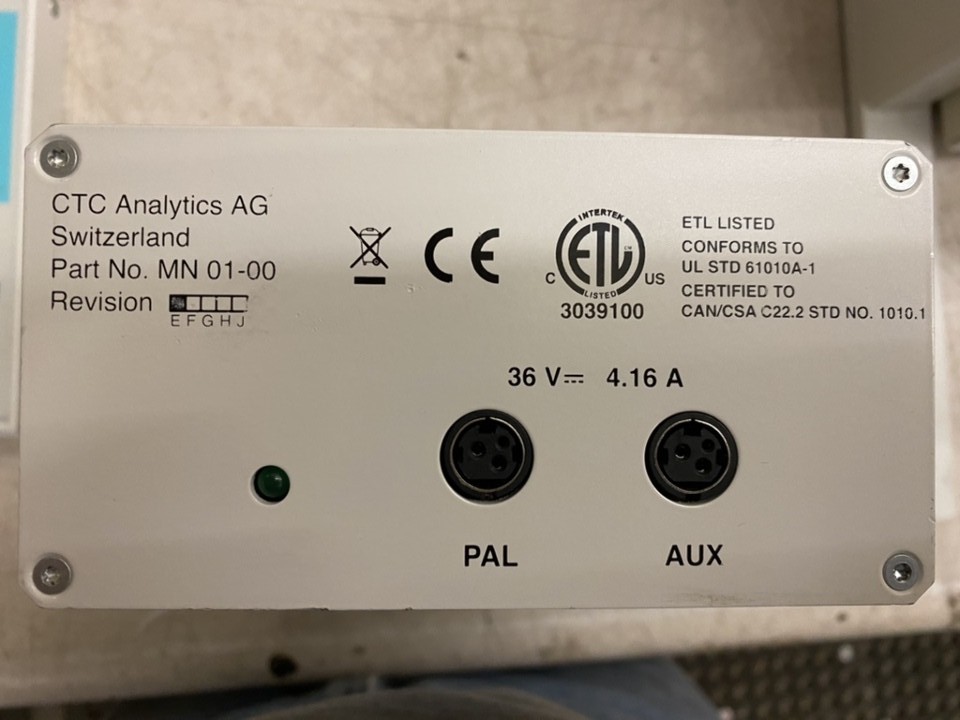 CTC Analytics AG
Switzerland
Part No. MN 01-00
Revision
E F G H J
CE
INTERTEK
ETL
C US
LISTED
3039100
ETL LISTED
CONFORMS TO
UL STD 61010A-1
CERTIFIED TO
CAN/CSA C22.2 STD NO. 1010.1
36 V⎓ 4.16 A
PAL
AUX